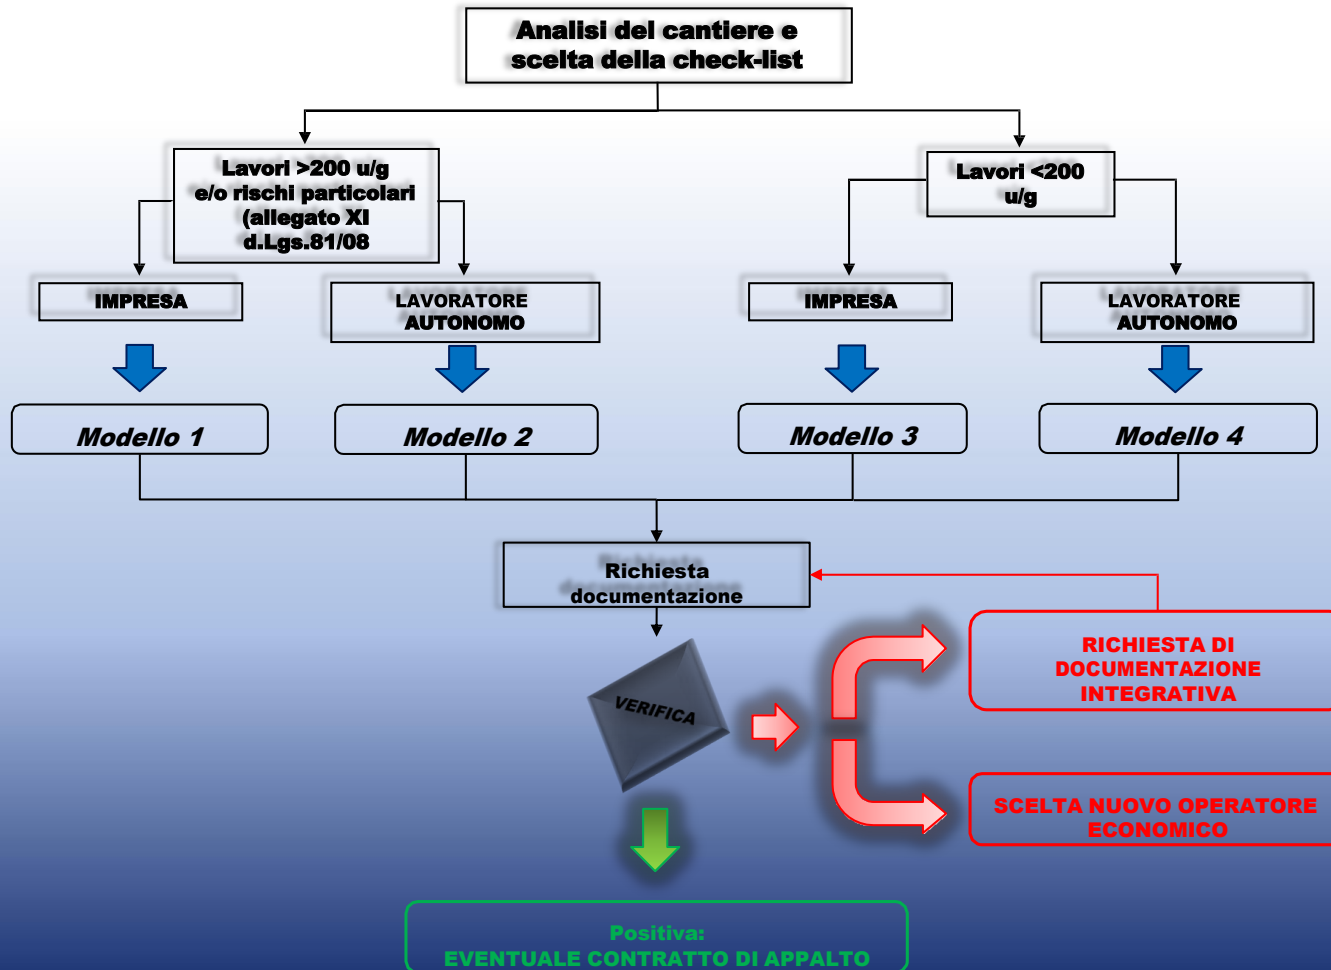 Analisi del cantiere e
scelta della check-list
Lavori >200 u/g
e/o rischi particolari
(allegato XI
d.Lgs.81/08
Lavori <200
u/g
IMPRESA
LAVORATORE
AUTONOMO
IMPRESA
LAVORATORE
AUTONOMO
Modello 1
Modello 2
Modello 3
Modello 4
Richiesta
documentazione
VERIFICA
RICHIESTA DI
DOCUMENTAZIONE
INTEGRATIVA
SCELTA NUOVO OPERATORE
ECONOMICO
Positiva:
EVENTUALE CONTRATTO DI APPALTO